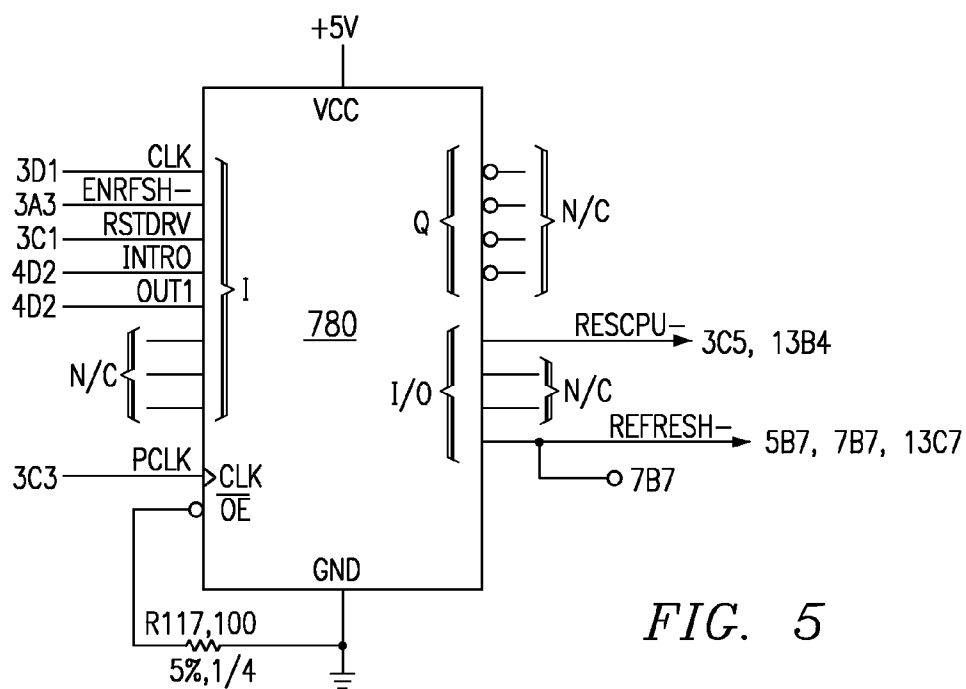 +5V
VCC
3D1 CLK
3A3 ENRFSH-
3C1 RSTDRV
4D2 INTRO
4D2 OUT1
I
N/C
3C3 PCLK
CLK
OE
780
Q
N/C
I/O
RESCPU- 3C5, 13B4
N/C
REFRESH- 5B7, 7B7, 13C7
7B7
GND
R117,100
5%,1/4
FIG. 5